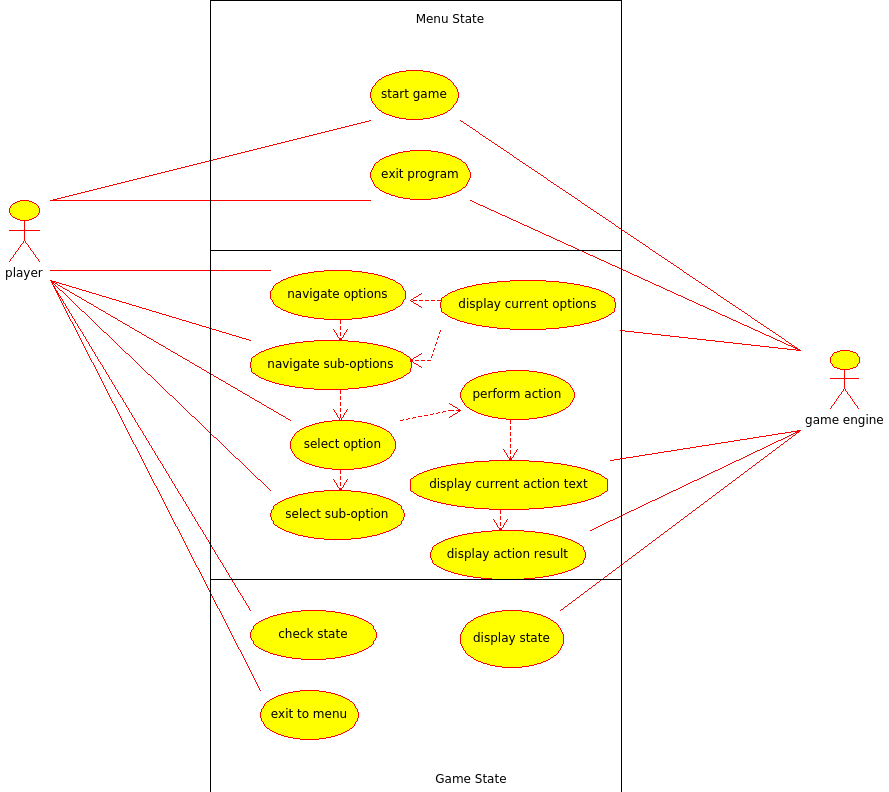 Menu State
start game
exit program
player
navigate options
display current options
navigate sub-options
perform action
game engine
select option
display current action text
select sub-option
display action result
check state
display state
exit to menu
Game State